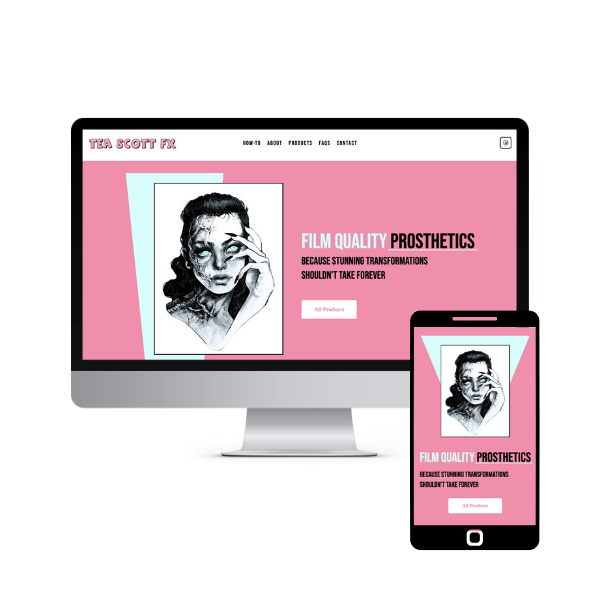 TEA SCOTT FX
HOW-TO ABOUT PRODUCTS FAQS CONTACT
FILM QUALITY PROSTHETICS
BECAUSE STUNNING TRANSFORMATIONS
SHOULDN'T TAKE FOREVER
All Products
FILM QUALITY PROSTHETICS
BECAUSE STUNNING TRANSFORMATIONS
SHOULDN'T TAKE FOREVER
All Products